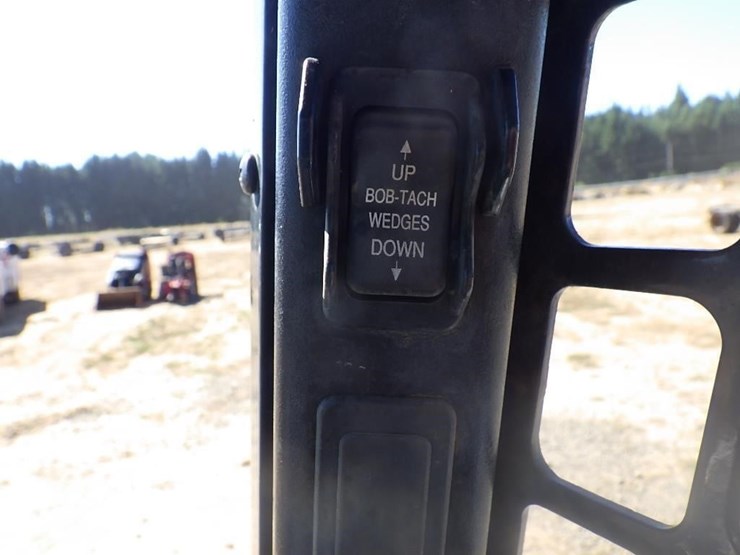 UP
BOB-TACH
WEDGES
DOWN